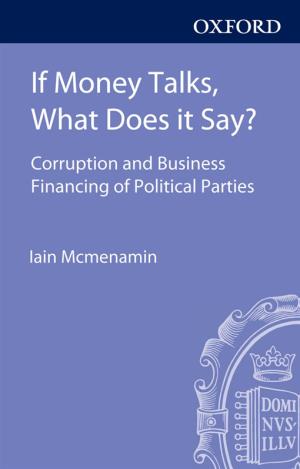 OXFORD
If Money Talks,
What Does it Say?
Corruption and Business
Financing of Political Parties
Iain Mcmenamin
DOMI
NVS·
ILLV